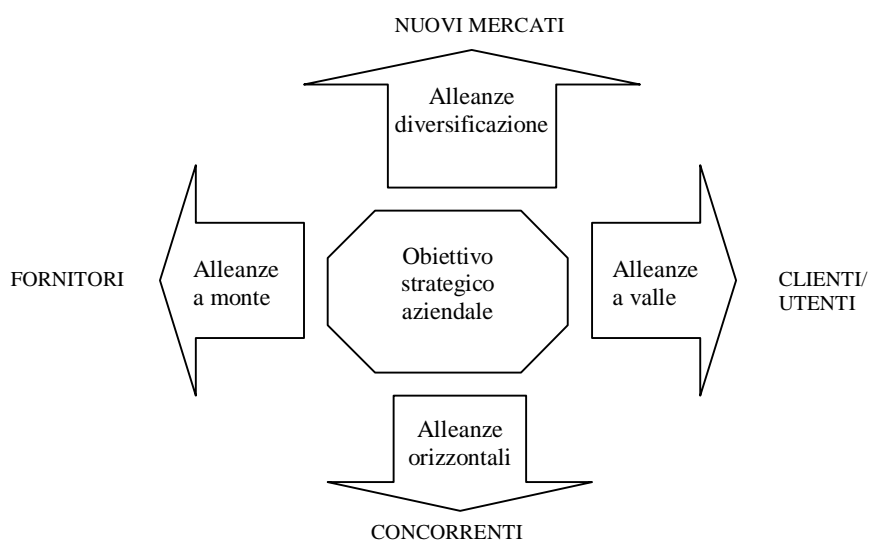 NUOVI MERCATI
Alleanze
diversificazione
FORNITORI
Alleanze
a monte
Obiettivo
strategico
aziendale
Alleanze
a valle
CLIENTI/
UTENTI
Alleanze
orizzontali
CONCORRENTI